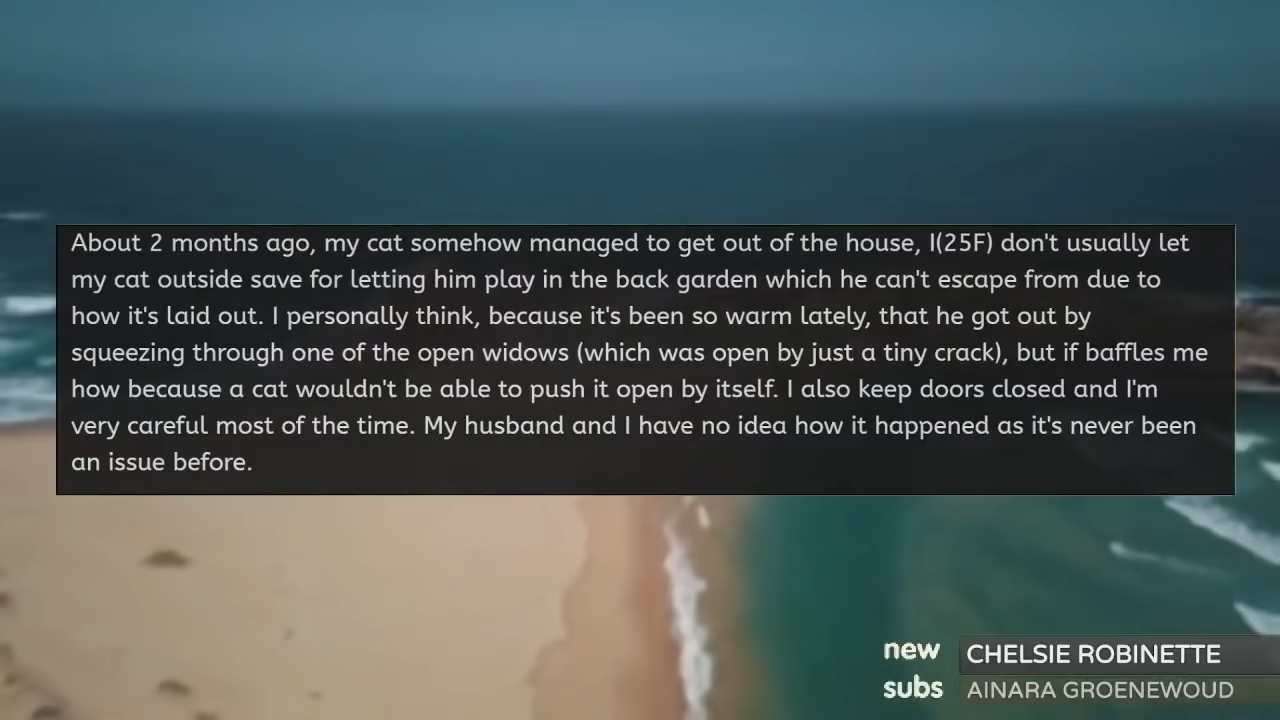 About 2 months ago, my cat somehow managed to get out of the house, I(25F) don't usually let
my cat outside save for letting him play in the back garden which he can't escape from due to
how it's laid out. I personally think, because it's been so warm lately, that he got out by
squeezing through one of the open widows (which was open by just a tiny crack), but if baffles me
how because a cat wouldn't be able to push it open by itself. I also keep doors closed and I'm
very careful most of the time. My husband and I have no idea how it happened as it's never been
an issue before.
new
subs
CHELSIE ROBINETTE
AINARA GROENEWOUD